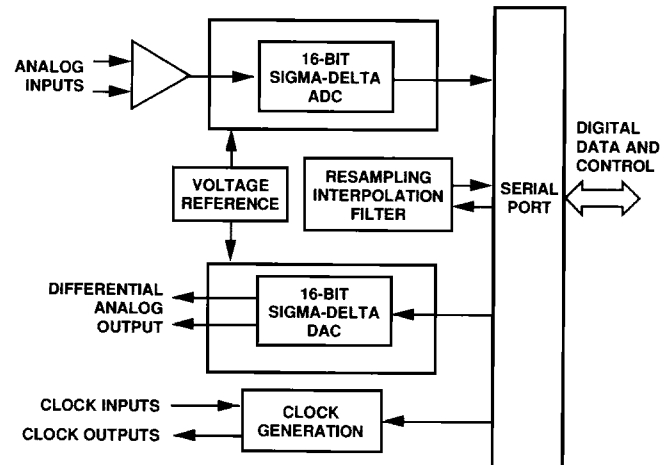 ANALOG
INPUTS
16-BIT
SIGMA-DELTA
ADC
VOLTAGE
REFERENCE
RESAMPLING
INTERPOLATION
FILTER
SERIAL
PORT
DIGITAL
DATA AND
CONTROL
DIFFERENTIAL
ANALOG
OUTPUT
16-BIT
SIGMA-DELTA
DAC
CLOCK INPUTS
CLOCK OUTPUTS
CLOCK
GENERATION